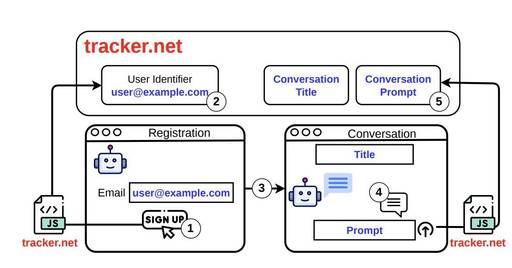 tracker.net
User Identifier
user@example.com
2
Conversation
Title
Conversation
Prompt
5
Registration
Email
user@example.com
SIGN UP
1
3
Conversation
Title
4
Prompt
</>
JS
tracker.net
</>
JS
tracker.net